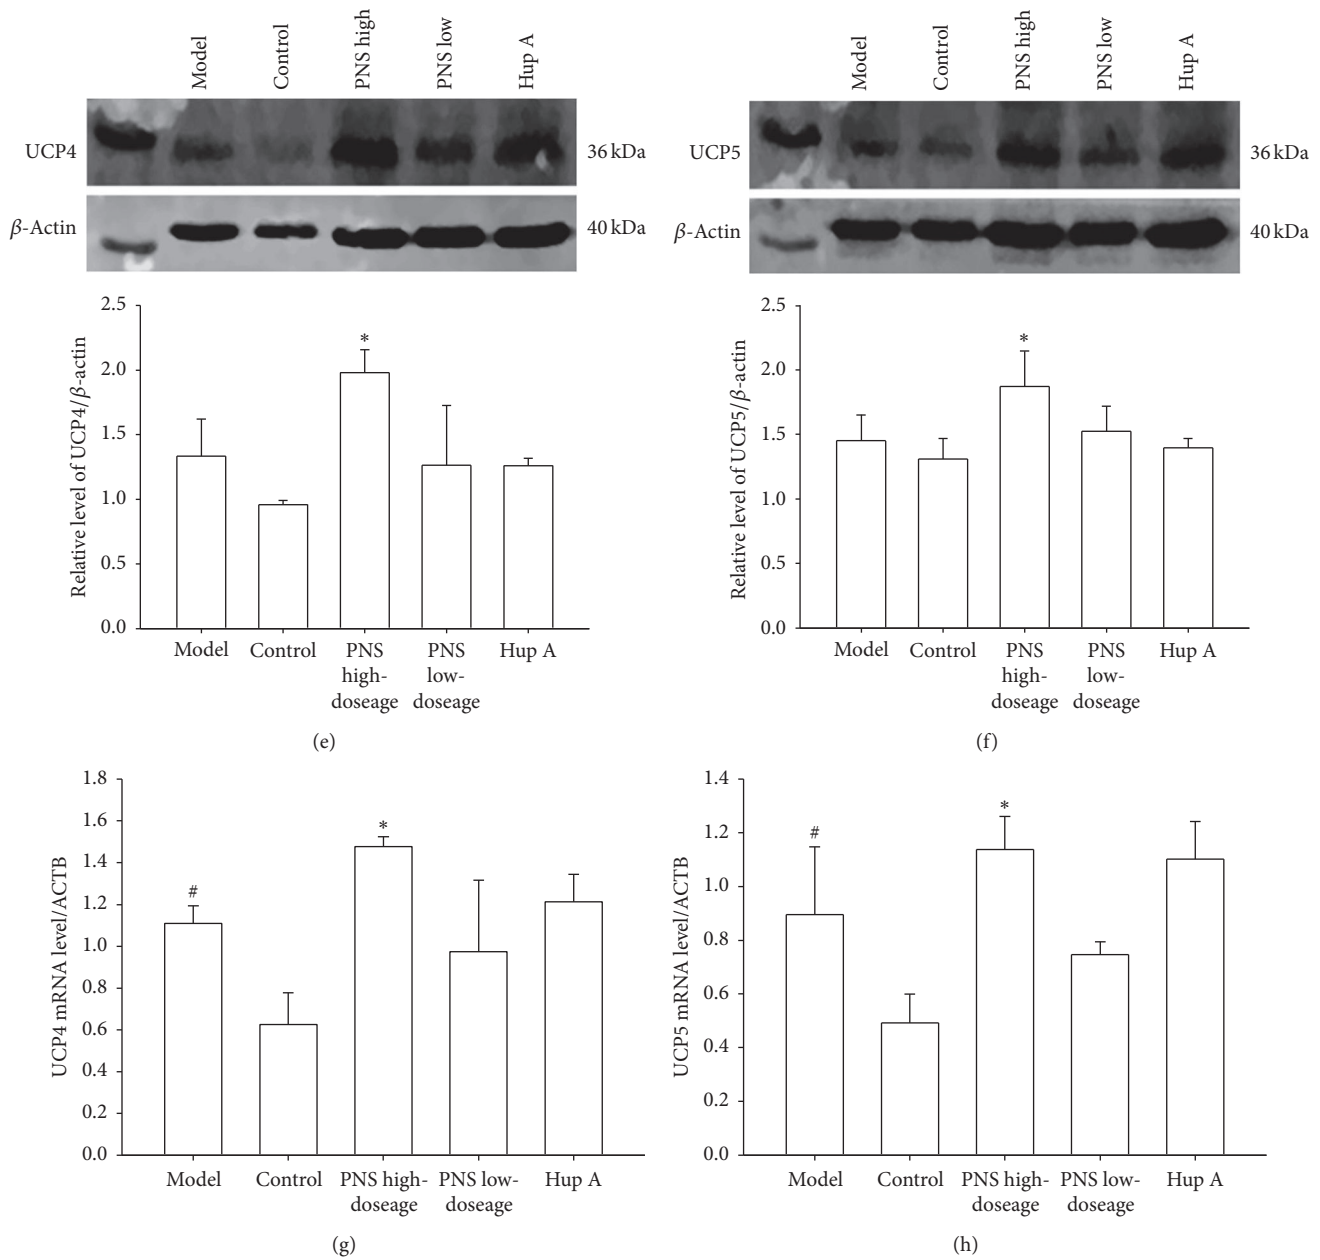 Model
Control
PNS high
PNS low
Hup A
UCP4
36 kDa
β-Actin
40 kDa
2.5
2.0
1.5
1.0
0.5
0.0
Relative level of UCP4/β-actin
*
Model
Control
PNS
high-
doseage
PNS
low-
doseage
Hup A
(e)
Model
Control
PNS high
PNS low
Hup A
UCP5
36 kDa
β-Actin
40 kDa
2.5
2.0
1.5
1.0
0.5
0.0
Relative level of UCP5/β-actin
*
Model
Control
PNS
high-
doseage
PNS
low-
doseage
Hup A
(f)
1.8
1.6
1.4
1.2
1.0
0.8
0.6
0.4
0.2
0.0
UCP4 mRNA level/ACTB
#
*
Model
Control
PNS high-
doseage
PNS low-
doseage
Hup A
(g)
1.4
1.2
1.0
0.8
0.6
0.4
0.2
0.0
UCP5 mRNA level/ACTB
#
*
Model
Control
PNS high-
doseage
PNS low-
doseage
Hup A
(h)